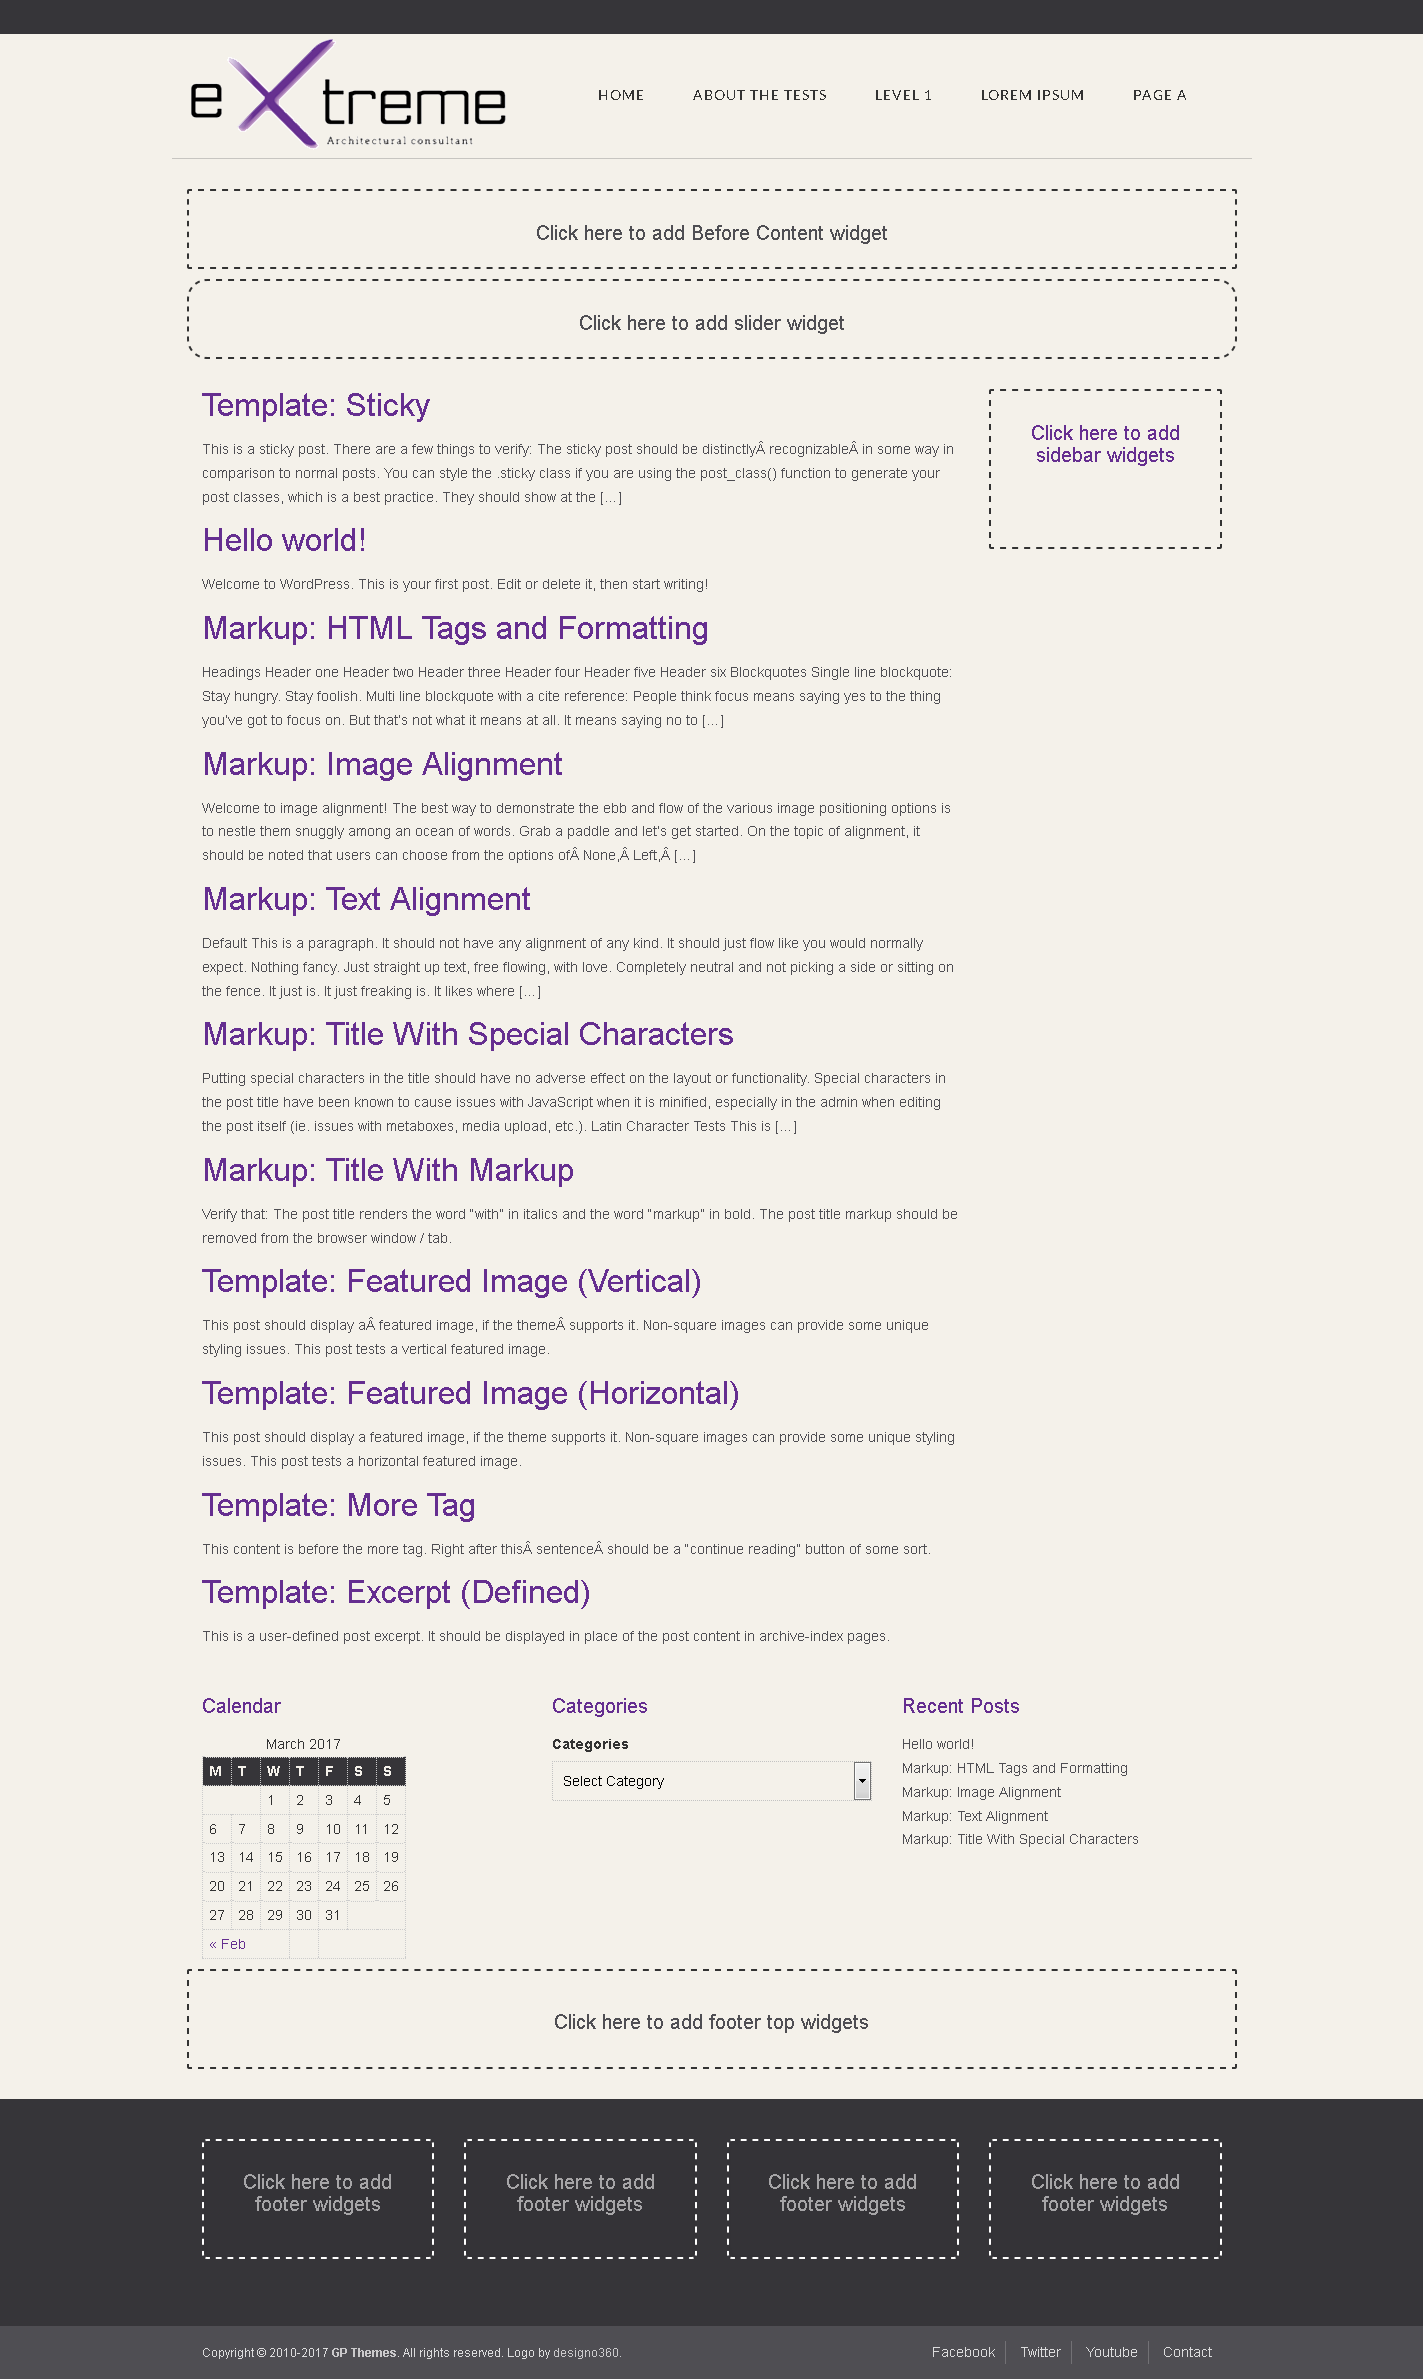 eXtreme
Architectural consultant
HOME ABOUT THE TESTS LEVEL 1 LOREM IPSUM PAGE A
Click here to add Before Content widget
Click here to add slider widget
Template: Sticky
This is a sticky post. There are a few things to verify: The sticky post should be distinctlyÂ recognizableÂ in some way in
comparison to normal posts. You can style the .sticky class if you are using the post_class() function to generate your
post classes, which is a best practice. They should show at the […]
Click here to add
sidebar widgets
Hello world!
Welcome to WordPress. This is your first post. Edit or delete it, then start writing!
Markup: HTML Tags and Formatting
Headings Header one Header two Header three Header four Header five Header six Blockquotes Single line blockquote:
Stay hungry. Stay foolish. Multi line blockquote with a cite reference: People think focus means saying yes to the thing
you've got to focus on. But that's not what it means at all. It means saying no to […]
Markup: Image Alignment
Welcome to image alignment! The best way to demonstrate the ebb and flow of the various image positioning options is
to nestle them snuggly among an ocean of words. Grab a paddle and let's get started. On the topic of alignment, it
should be noted that users can choose from the options ofÂ None,Â Left,Â […]
Markup: Text Alignment
Default This is a paragraph. It should not have any alignment of any kind. It should just flow like you would normally
expect. Nothing fancy. Just straight up text, free flowing, with love. Completely neutral and not picking a side or sitting on
the fence. It just is. It just freaking is. It likes where […]
Markup: Title With Special Characters
Putting special characters in the title should have no adverse effect on the layout or functionality. Special characters in
the post title have been known to cause issues with JavaScript when it is minified, especially in the admin when editing
the post itself (ie. issues with metaboxes, media upload, etc.). Latin Character Tests This is […]
Markup: Title With Markup
Verify that: The post title renders the word "with" in italics and the word "markup" in bold. The post title markup should be
removed from the browser window / tab.
Template: Featured Image (Vertical)
This post should display aÂ featured image, if the themeÂ supports it. Non-square images can provide some unique
styling issues. This post tests a vertical featured image.
Template: Featured Image (Horizontal)
This post should display a featured image, if the theme supports it. Non-square images can provide some unique styling
issues. This post tests a horizontal featured image.
Template: More Tag
This content is before the more tag. Right after thisÂ sentenceÂ should be a "continue reading" button of some sort.
Template: Excerpt (Defined)
This is a user-defined post excerpt. It should be displayed in place of the post content in archive-index pages.
Calendar
March 2017
M T W T F S S
1 2 3 4 5
6 7 8 9 10 11 12
13 14 15 16 17 18 19
20 21 22 23 24 25 26
27 28 29 30 31
« Feb
Categories
Categories
Select Category
Recent Posts
Hello world!
Markup: HTML Tags and Formatting
Markup: Image Alignment
Markup: Text Alignment
Markup: Title With Special Characters
Click here to add footer top widgets
Click here to add
footer widgets
Click here to add
footer widgets
Click here to add
footer widgets
Click here to add
footer widgets
Copyright © 2010-2017 GP Themes. All rights reserved. Logo by designo360.
Facebook Twitter Youtube Contact